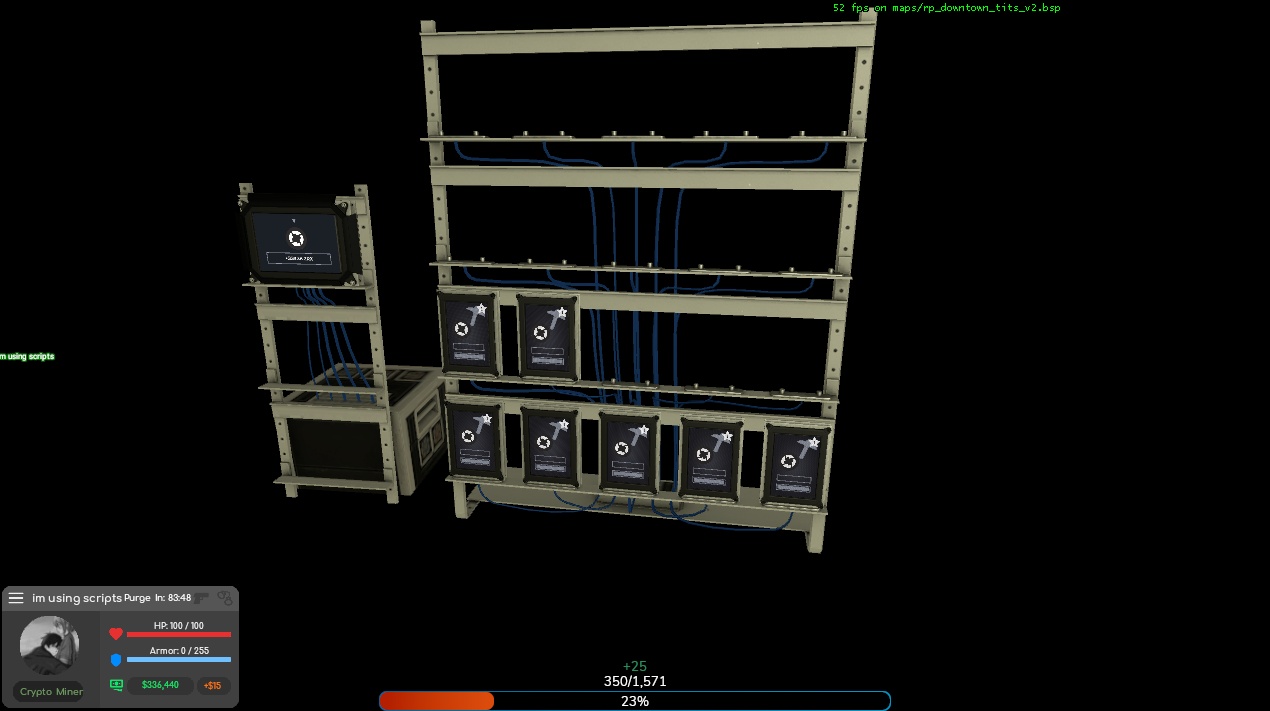 52 fps on maps/rp_downtown_tits_v2.bsp
m using scripts
im using scripts Purge In: 83:48
HP: 100 / 100
Armor: 0 / 255
$336,440 +$15
Crypto Miner
+25
350/1,571
23%